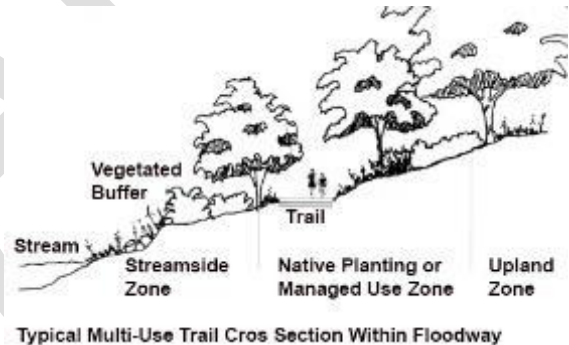 Vegetated
Buffer
Trail
Stream
Streamside
Zone
Native Planting or
Managed Use Zone
Upland
Zone
Typical Multi-Use Trail Cros Section Within Floodway